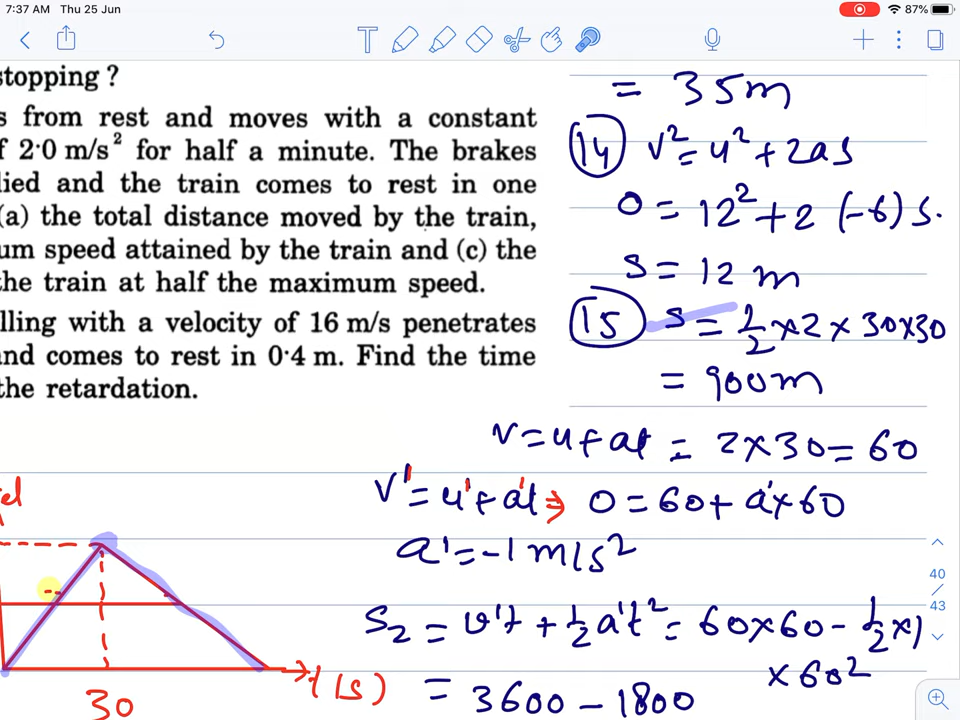 7:37 AM Thu 25 Jun
87%
stopping ?
s from rest and moves with a constant
f 2·0 m/s² for half a minute. The brakes
lied and the train comes to rest in one
(a) the total distance moved by the train,
um speed attained by the train and (c) the
the train at half the maximum speed.
lling with a velocity of 16 m/s penetrates
nd comes to rest in 0·4 m. Find the time
the retardation.
= 35m
(14) v² = u² + 2as
0 = 12² + 2 (-6) s.
s = 12 m
(15) s = 1/2 × 2 × 30×30
= 900m
v = u + at = 2×30 = 60
v' = u' + a't ⇒ 0 = 60 + a'×60
a' = -1 m/s²
S₂ = u't + 1/2 a't² = 60×60 - 1/2 ×1
×60²
= 3600 - 1800
el
30
t(s)
40
/
43